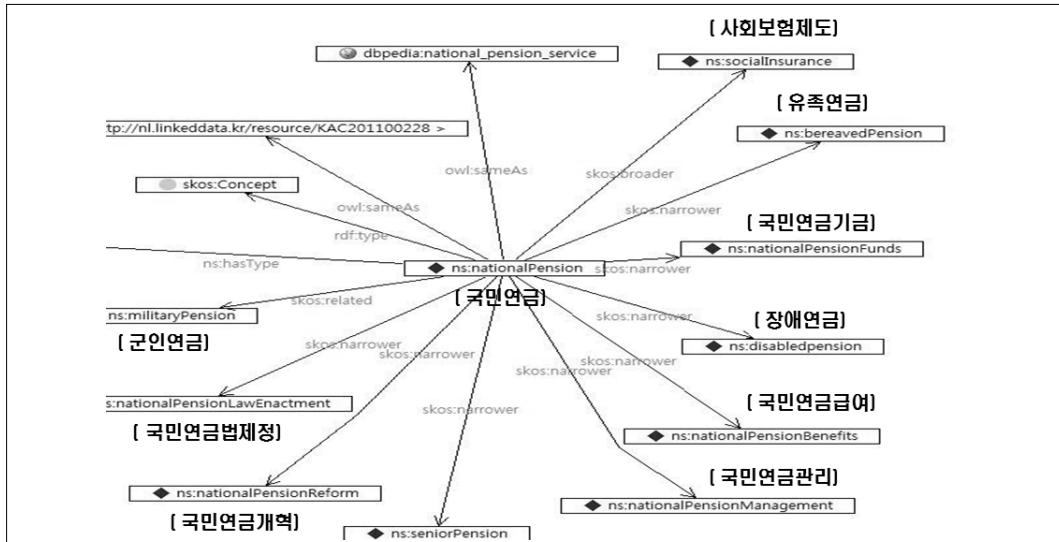 [ 사회보험제도)
dbpedia:national_pension_service
ns:socialInsurance
[ 유족연금)
tp://nl.linkeddata.kr/resource/KAC201100228 >
ns:bereavedPension
owl:sameAs
skos:broader
skos:Concept
owl:sameAs
skos:narrower
[ 국민연금기금)
rdf:type
ns:nationalPensionFunds
ns:hasType
ns:nationalPension
skos:narrower
[ 국민연금)
skos:related
ns:militaryPension
skos:narrower
[ 장애연금)
[ 군인연금)
skos:narrower
skos:narrower
ns:disabledpension
skos:narrower
skos:narrower
s:nationalPensionLawEnactment
skos:narrower
[ 국민연금급여)
[ 국민연금법제정)
ns:nationalPensionBenefits
[ 국민연금관리)
ns:nationalPensionReform
ns:nationalPensionManagement
[ 국민연금개혁)
ns:seniorPension